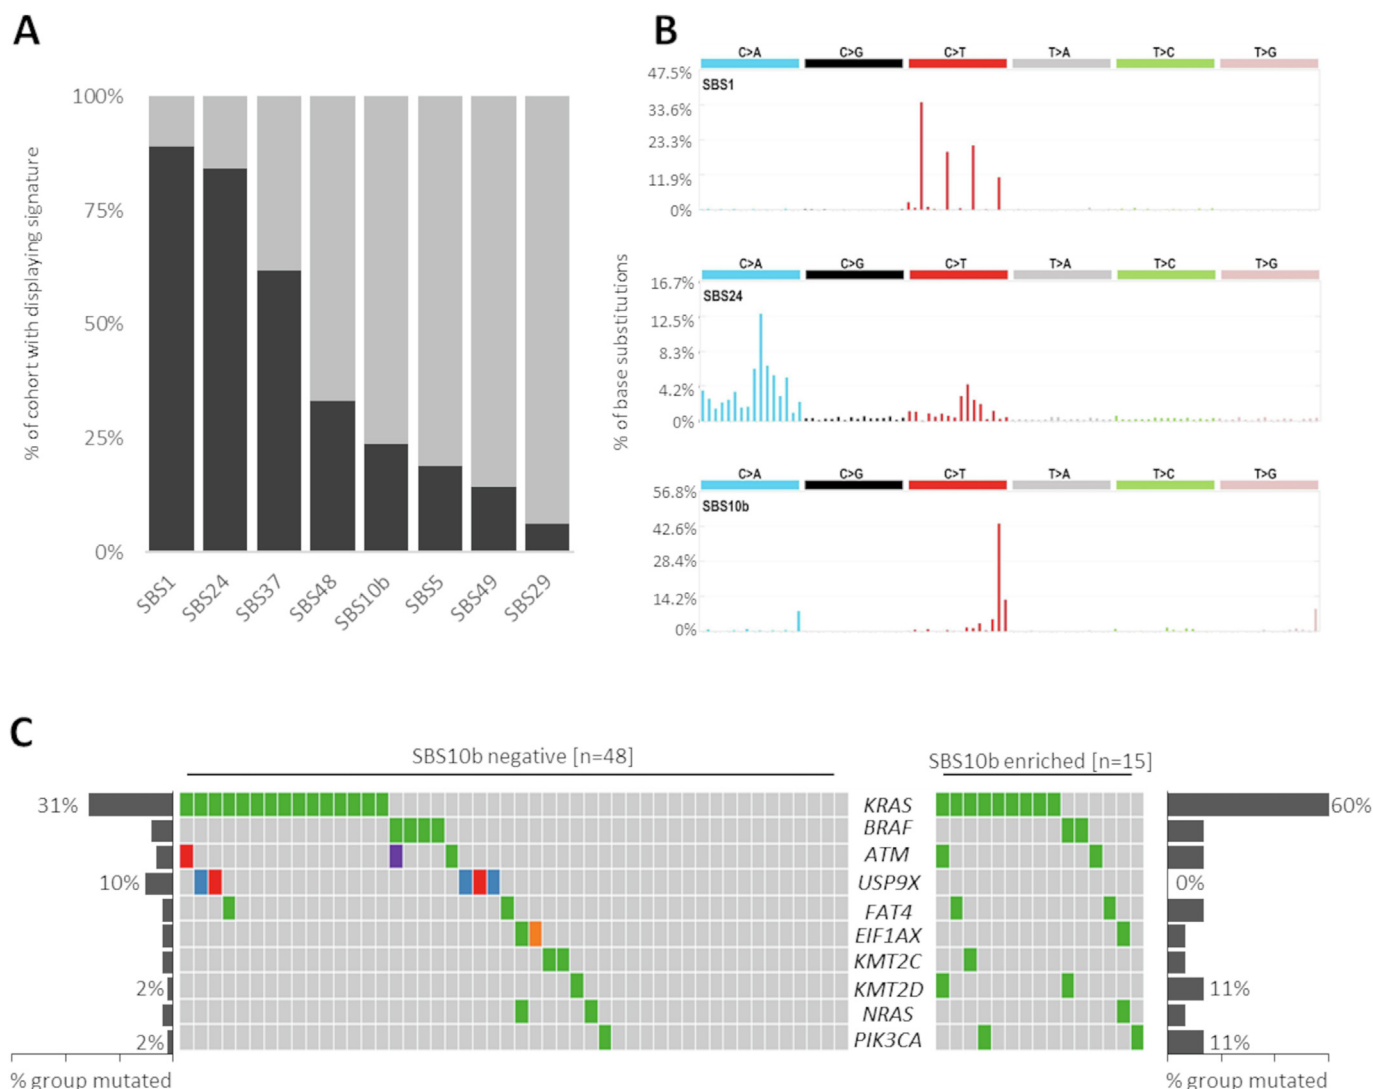 A
% of cohort with displaying signature
100%
75%
50%
25%
0%
SBS1 SBS24 SBS37 SBS48 SBS10b SBS5 SBS49 SBS29
B
% of base substitutions
C>A C>G C>T T>A T>C T>G
47.5%
SBS1
33.6%
23.3%
11.9%
0%
C>A C>G C>T T>A T>C T>G
16.7%
SBS24
12.5%
8.3%
4.2%
0%
C>A C>G C>T T>A T>C T>G
56.8%
SBS10b
42.6%
28.4%
14.2%
0%
C
SBS10b negative [n=48] SBS10b enriched [n=15]
31% KRAS 60%
BRAF
ATM
10% USP9X 0%
FAT4
EIF1AX
KMT2C
2% KMT2D 11%
NRAS
2% PIK3CA 11%
% group mutated % group mutated